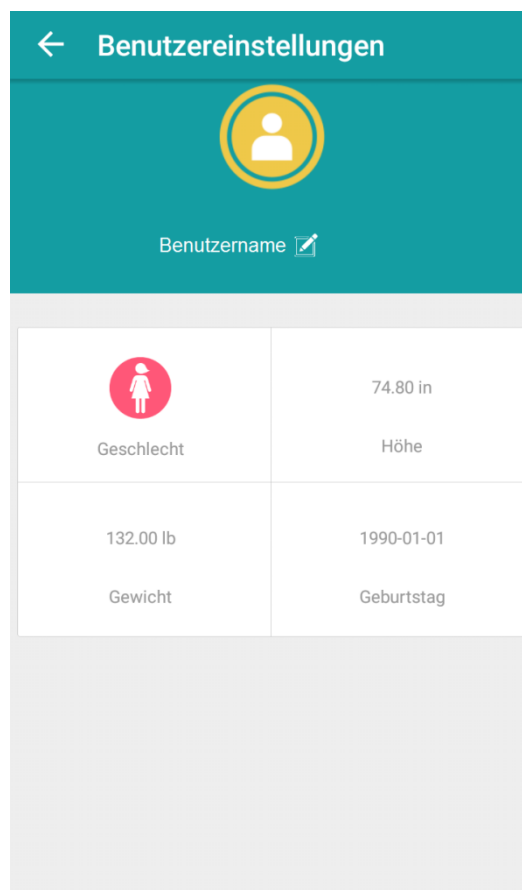 Benutzereinstellungen
Benutzername
Geschlecht
74.80 in
Höhe
132.00 lb
Gewicht
1990-01-01
Geburtstag